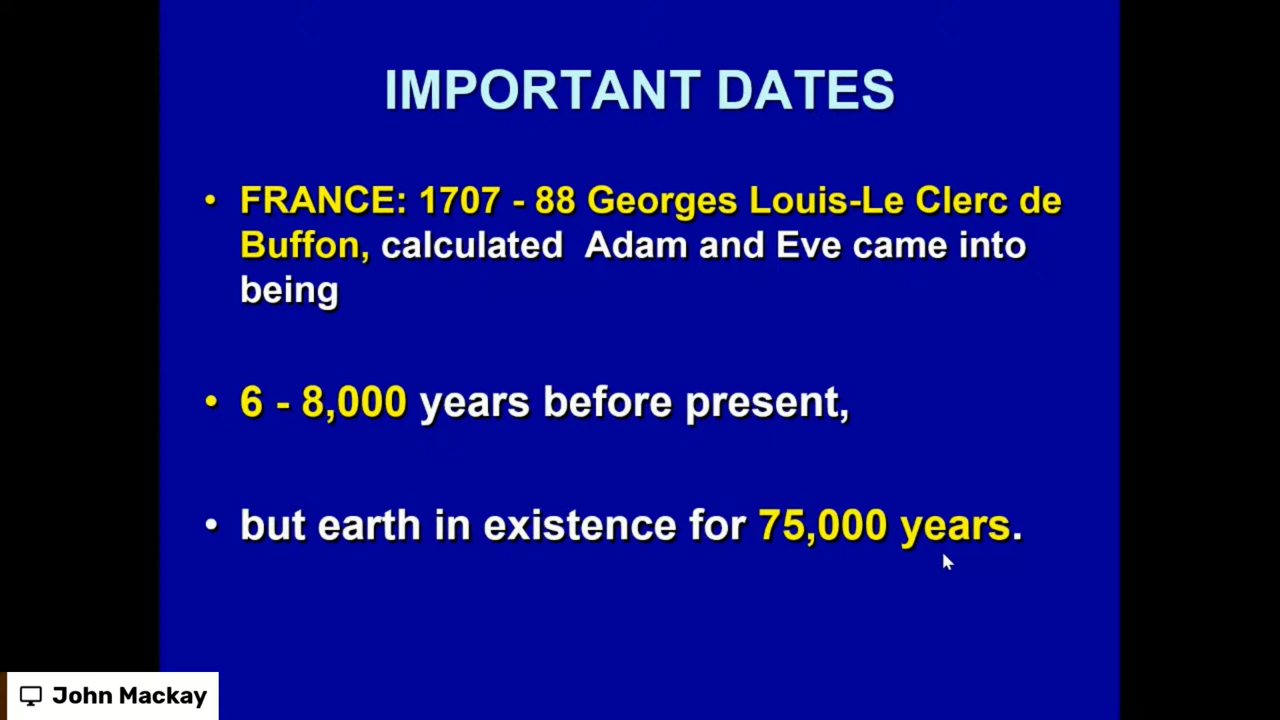 IMPORTANT DATES
• FRANCE: 1707 - 88 Georges Louis-Le Clerc de
Buffon, calculated Adam and Eve came into
being
• 6 - 8,000 years before present,
• but earth in existence for 75,000 years.
John Mackay